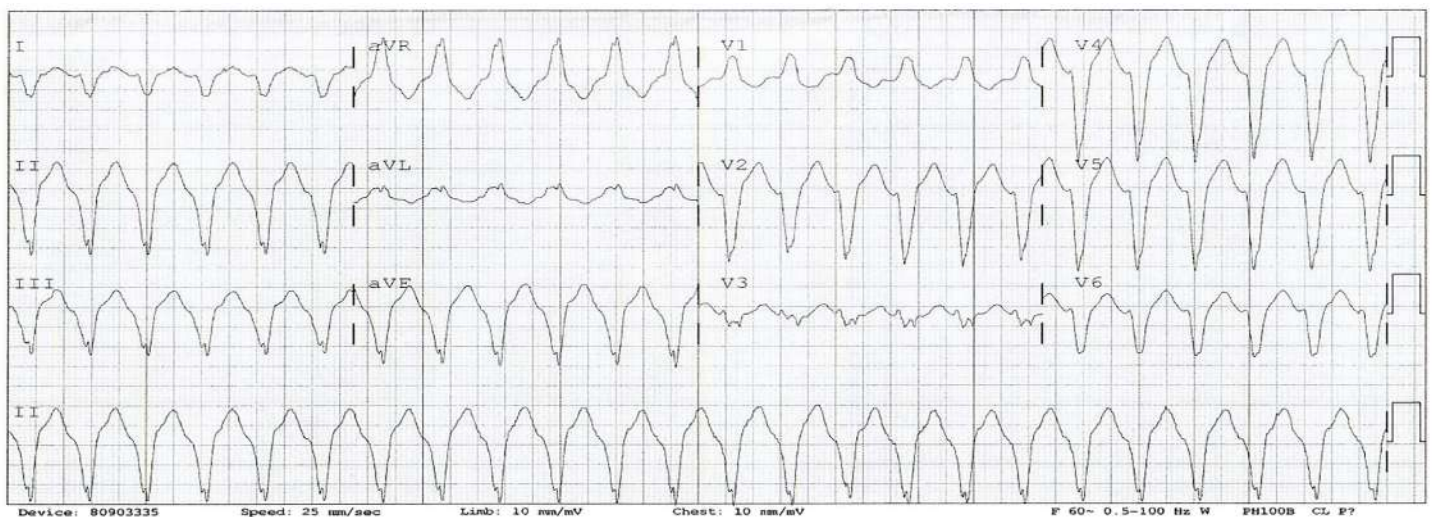 I aVR V1 V4
II aVL V2 V5
III aVF V3 V6
II
Device: 80903335 Speed: 25 mm/sec Limb: 10 mm/mV Chest: 10 mm/mV F 60~ 0.5-100 Hz W PH100B CL P?